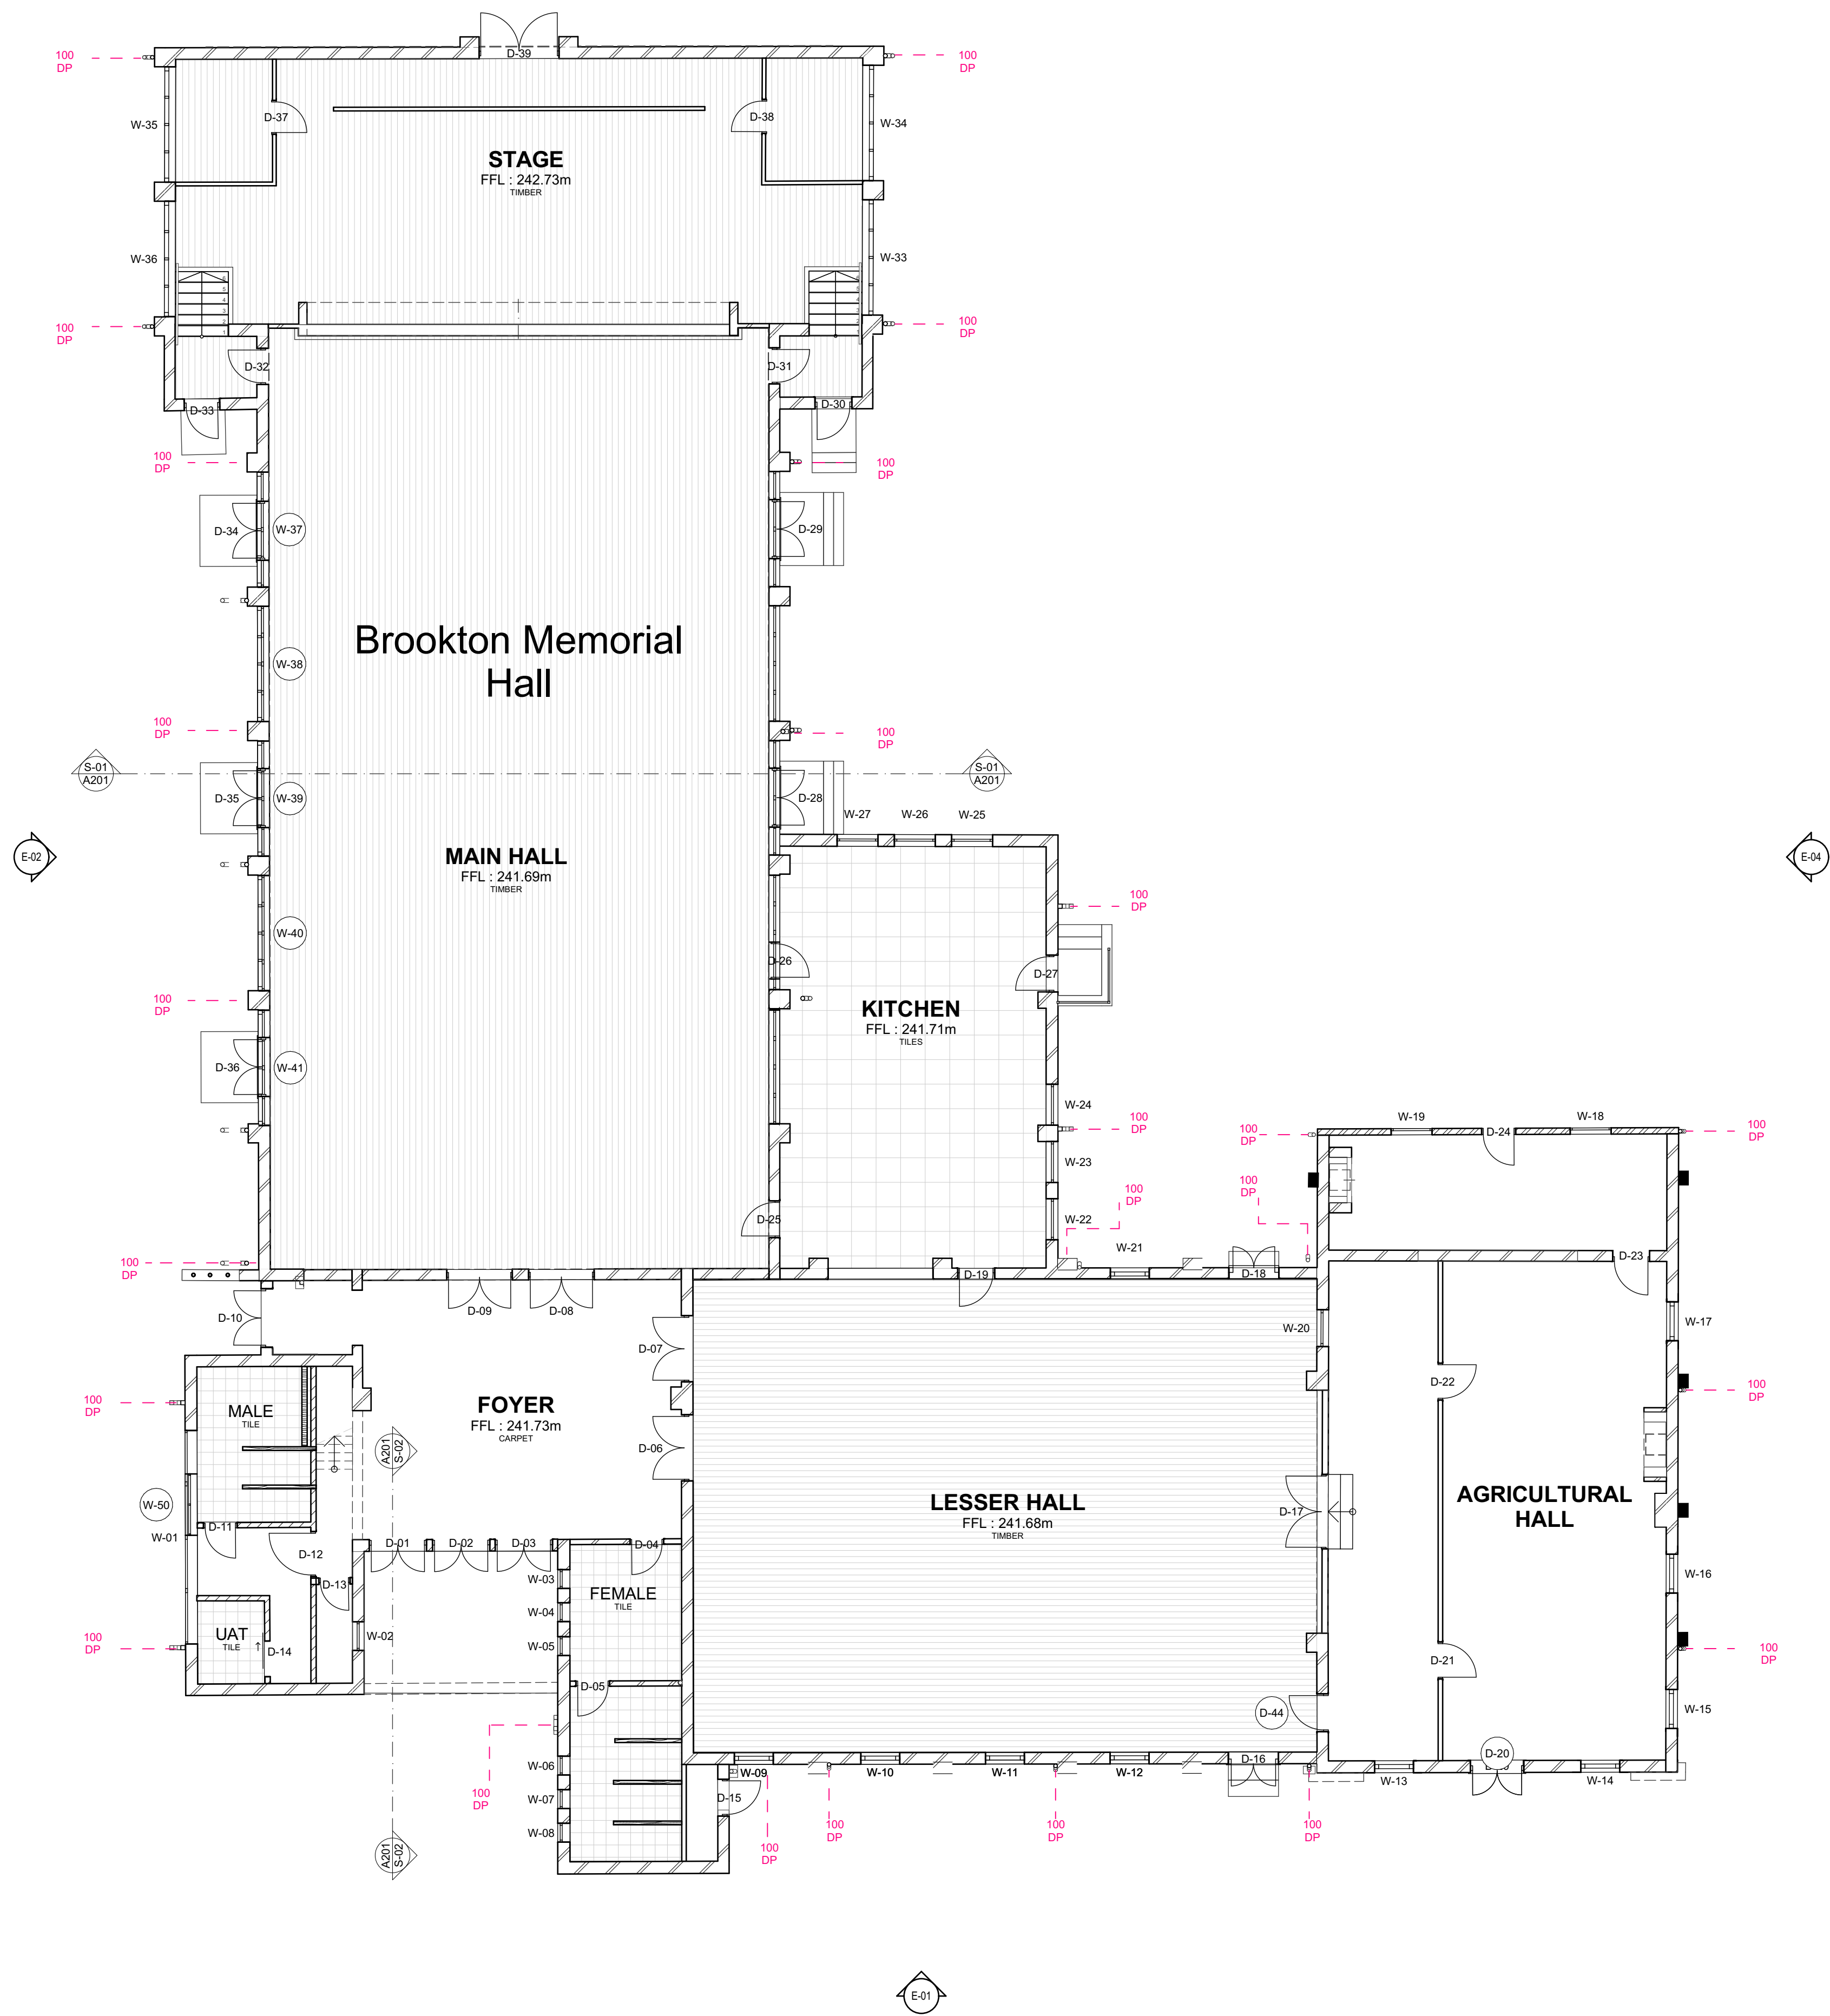 D-39
100
DP
100
DP
D-37
D-38
W-35
W-34
STAGE
FFL : 242.73m
TIMBER
W-36
W-33
100
DP
100
DP
D-32
D-31
D-33
D-30
100
DP
100
DP
D-34
W-37
D-29
Brookton Memorial
Hall
W-38
100
DP
100
DP
S-01
A201
S-01
A201
D-35
W-39
D-28
W-27
W-26
W-25
E-02
MAIN HALL
FFL : 241.69m
TIMBER
E-04
100
DP
W-40
D-26
D-27
100
DP
KITCHEN
FFL : 241.71m
TILES
D-36
W-41
W-24
100
DP
W-19
W-18
100
DP
100
DP
D-24
W-23
100
DP
100
DP
D-25
W-22
W-21
100
DP
D-23
D-19
D-18
D-10
D-09
D-08
W-20
W-17
D-07
D-22
100
DP
100
DP
MALE
TILE
FOYER
FFL : 241.73m
CARPET
A201
S-02
D-06
W-50
W-01
D-11
LESSER HALL
FFL : 241.68m
TIMBER
D-17
AGRICULTURAL
HALL
D-12
D-01
D-02
D-03
D-04
D-13
W-03
FEMALE
TILE
W-16
W-04
UAT
TILE
D-14
W-02
W-05
100
DP
D-21
100
DP
D-05
D-44
W-15
W-06
W-09
W-10
W-11
W-12
D-16
D-20
W-13
W-14
100
DP
W-07
D-15
W-08
100
DP
100
DP
100
DP
100
DP
A201
S-02
E-01